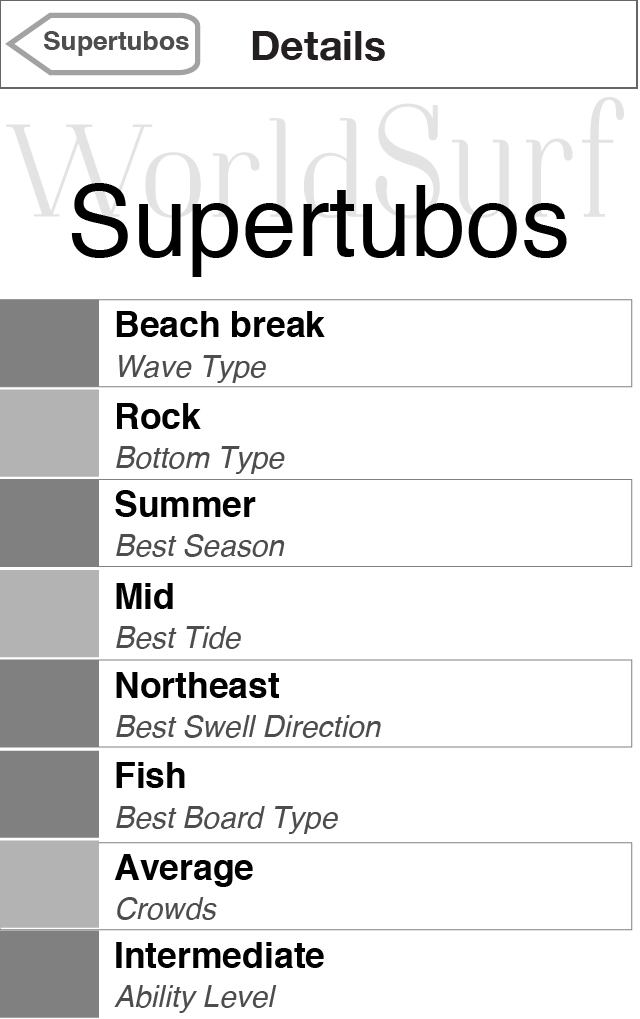 Supertubos
Details
WorldSurf
Supertubos
Beach break
Wave Type
Rock
Bottom Type
Summer
Best Season
Mid
Best Tide
Northeast
Best Swell Direction
Fish
Best Board Type
Average
Crowds
Intermediate
Ability Level